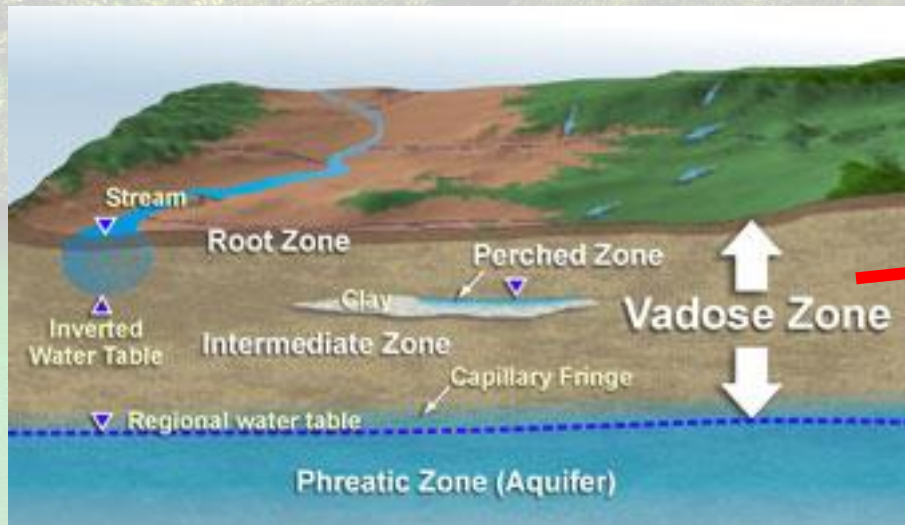 Stream
Root Zone
Perched Zone
Clay
Vadose Zone
Inverted
Water Table
Intermediate Zone
Capillary Fringe
Regional water table
Phreatic Zone (Aquifer)